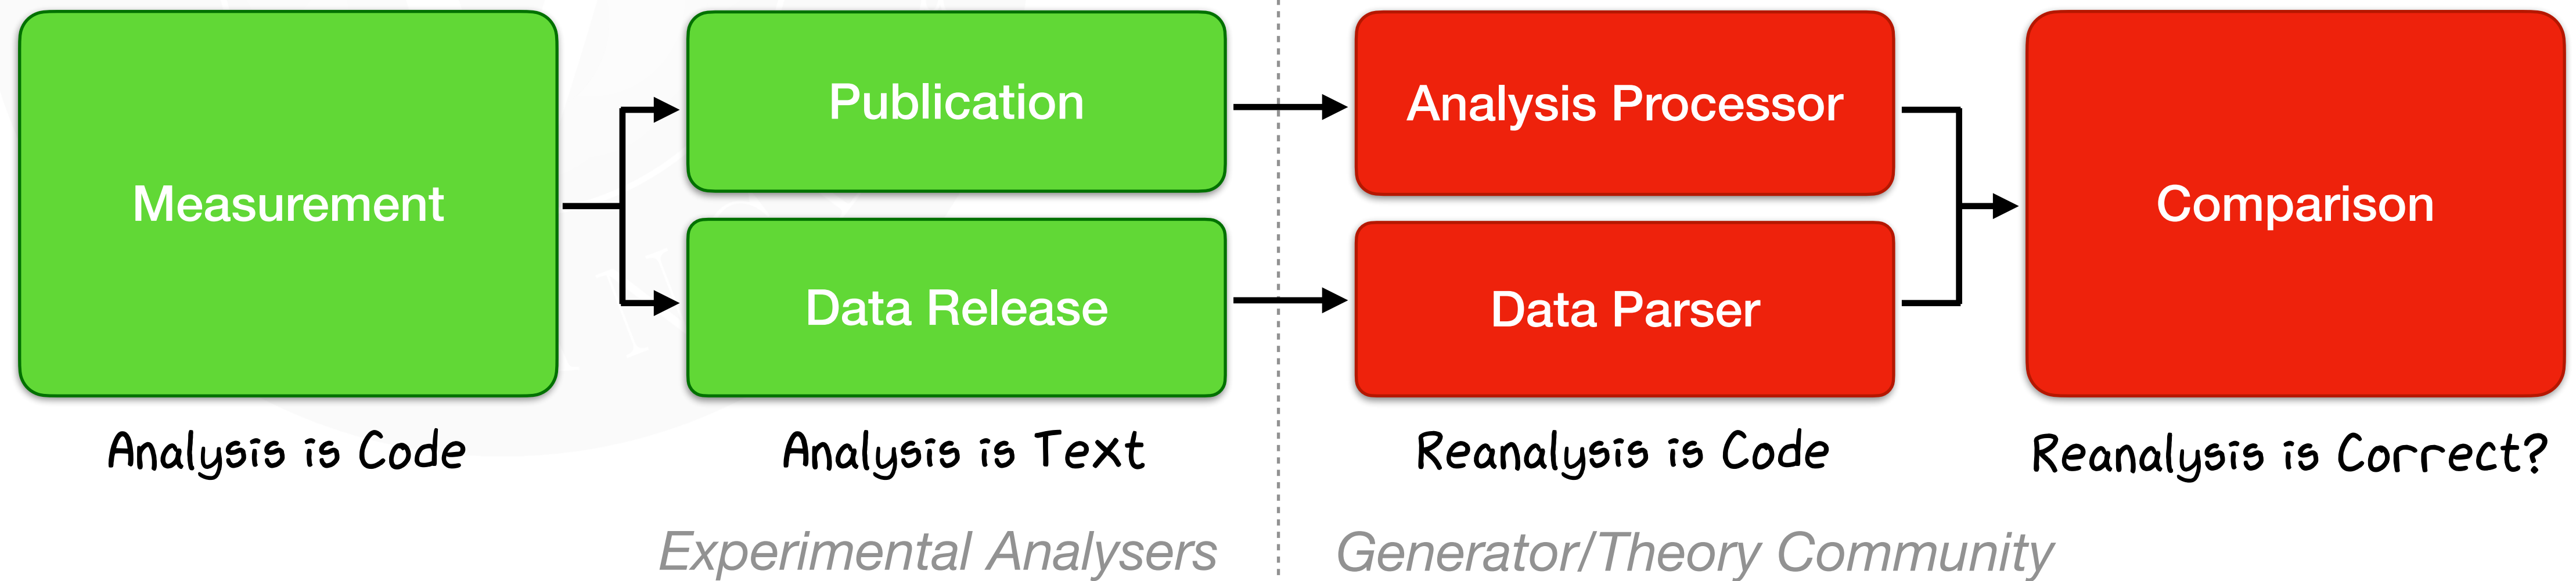 Measurement
Publication
Data Release
Analysis Processor
Data Parser
Comparison
Analysis is Code
Analysis is Text
Reanalysis is Code
Reanalysis is Correct?
Experimental Analysers
Generator/Theory Community